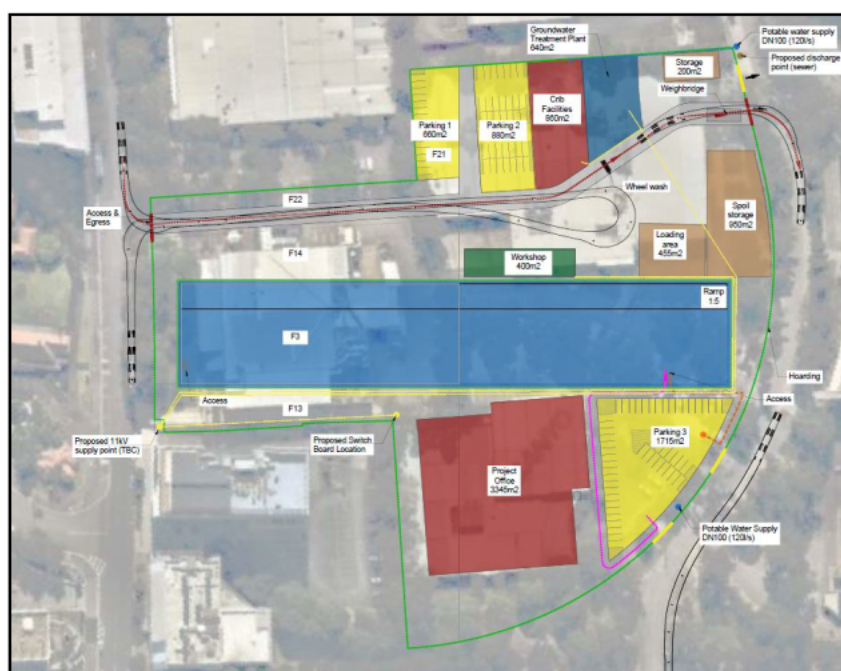 Groundwater
Treatment Plant
640m2
Potable water supply
DN100 (120l/s)
Proposed discharge
point (sewer)
Storage
200m2
Weighbridge
Parking 1
660m2
F21
Parking 2
880m2
Crib
Facilities
860m2
Wheel wash
F22
Access &
Egress
Spoil
storage
950m2
Loading
area
455m2
F14
Workshop
400m2
Ramp
1:5
F3
Hoarding
Access
Access
F13
Proposed 11kV
supply point (TBC)
Proposed Switch
Board Location
Parking 3
1715m2
Project
Office
3345m2
Potable Water Supply
DN100 (120l/s)